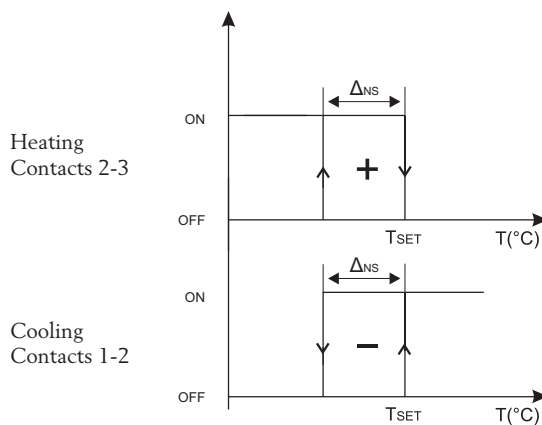 ΔNS
ON
Heating
Contacts 2-3
+
OFF
TSET
T(°C)
ΔNS
ON
Cooling
Contacts 1-2
−
OFF
TSET
T(°C)